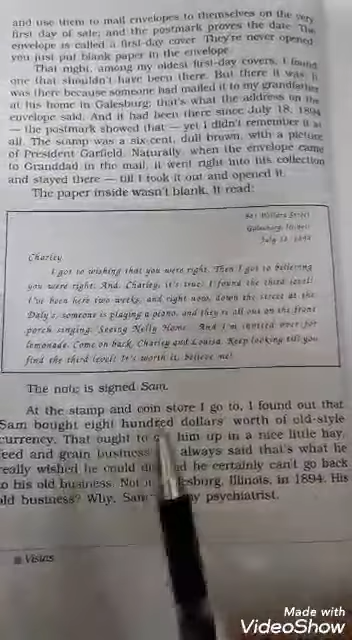 and use them to mail envelopes to themselves on the very
first day of sale; and the postmark proves the date. The
envelope is called a first-day cover. They're never opened
you just put blank paper in the envelope.
That night, among my oldest first-day covers, I found
one that shouldn't have been there. But there it was. It
was there because someone had mailed it to my grandfather
at his home in Galesburg; that's what the address on the
envelope said. And it had been there since July 18, 1894
— the postmark showed that — yet I didn't remember it at
all. The stamp was a six-cent, dull brown, with a picture
of President Garfield. Naturally, when the envelope came
to Granddad in the mail, it went right into his collection
and stayed there — till I took it out and opened it.
The paper inside wasn't blank. It read:
Willard Street
Galesburg, Illinois
July 18, 1894
Charley
I got to wishing that you were right. Then I got to believing
you were right. And, Charley, it's true; I found the third level!
I've been here two weeks, and right now, down the street at the
Daly's, someone is playing a piano, and they're all out on the front
porch singing 'Seeing Nelly Home.' And I'm invited over for
lemonade. Come on back, Charley and Louisa. Keep looking till you
find the third level! It's worth it, believe me!
The note is signed Sam.
At the stamp and coin store I go to, I found out that
Sam bought eight hundred dollars' worth of old-style
currency. That ought to him up in a nice little hay,
feed and grain business always said that's what he
really wished he could do and he certainly can't go back
to his old business. Not in esburg, Illinois, in 1894. His
old business? Why, Sam y psychiatrist.
Vistas
Made with
VideoShow